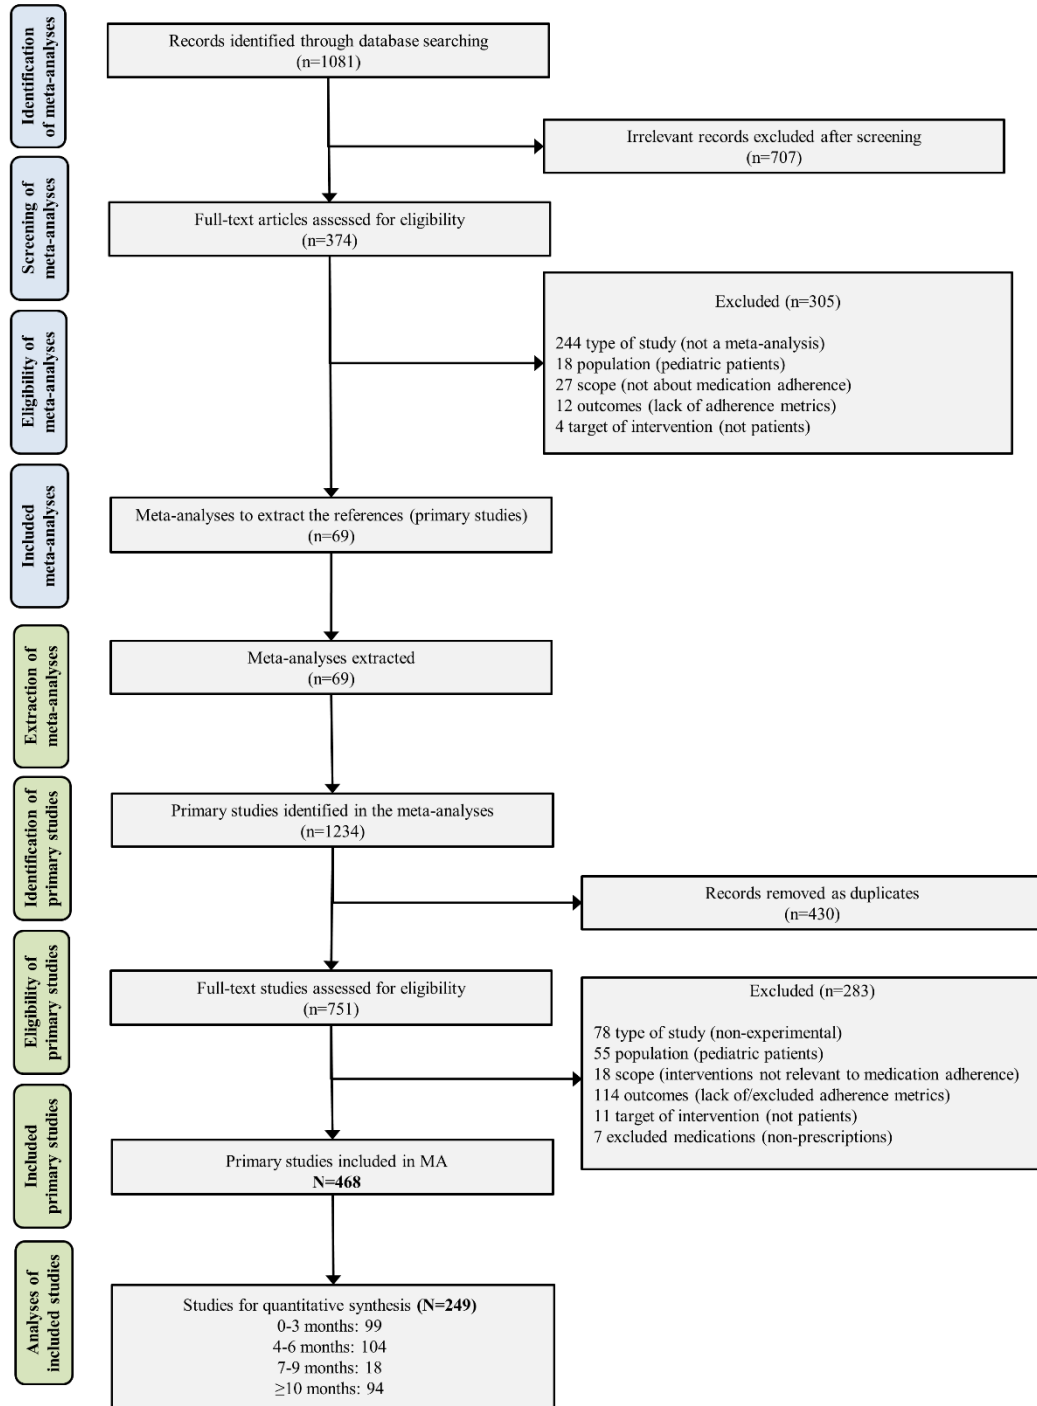 Identification
of meta-analyses
Records identified through database searching
(n=1081)
Irrelevant records excluded after screening
(n=707)
Screening of
meta-analyses
Full-text articles assessed for eligibility
(n=374)
Eligibility of
meta-analyses
Excluded (n=305)
244 type of study (not a meta-analysis)
18 population (pediatric patients)
27 scope (not about medication adherence)
12 outcomes (lack of adherence metrics)
4 target of intervention (not patients)
Included
meta-analyses
Meta-analyses to extract the references (primary studies)
(n=69)
Extraction of
meta-analyses
Meta-analyses extracted
(n=69)
Identification of
primary studies
Primary studies identified in the meta-analyses
(n=1234)
Records removed as duplicates
(n=430)
Eligibility of
primary studies
Full-text studies assessed for eligibility
(n=751)
Excluded (n=283)
78 type of study (non-experimental)
55 population (pediatric patients)
18 scope (interventions not relevant to medication adherence)
114 outcomes (lack of/excluded adherence metrics)
11 target of intervention (not patients)
7 excluded medications (non-prescriptions)
Included
primary studies
Primary studies included in MA
N=468
Analyses of
included studies
Studies for quantitative synthesis (N=249)
0-3 months: 99
4-6 months: 104
7-9 months: 18
≥10 months: 94